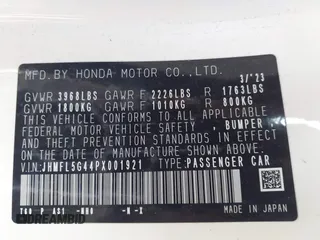 MFD.BY HONDA MOTOR CO.,LTD.
3/'23
GVWR 3968LBS GAWR F 2226LBS R 1763LBS
GVWR 1800KG GAWR F 1010KG R 800KG
THIS VEHICLE CONFORMS TO ALL APPLICABLE
FEDERAL MOTOR VEHICLE SAFETY, BUMPER,
AND THEFT PREVENTION STANDARDS IN EFFECT
ON THE DATE OF MANUFACTURE SHOWN ABOVE.
V.I.N:JHMFL5G44PX001921 TYPE:PASSENGER CAR
MADE IN JAPAN
DREAMBID